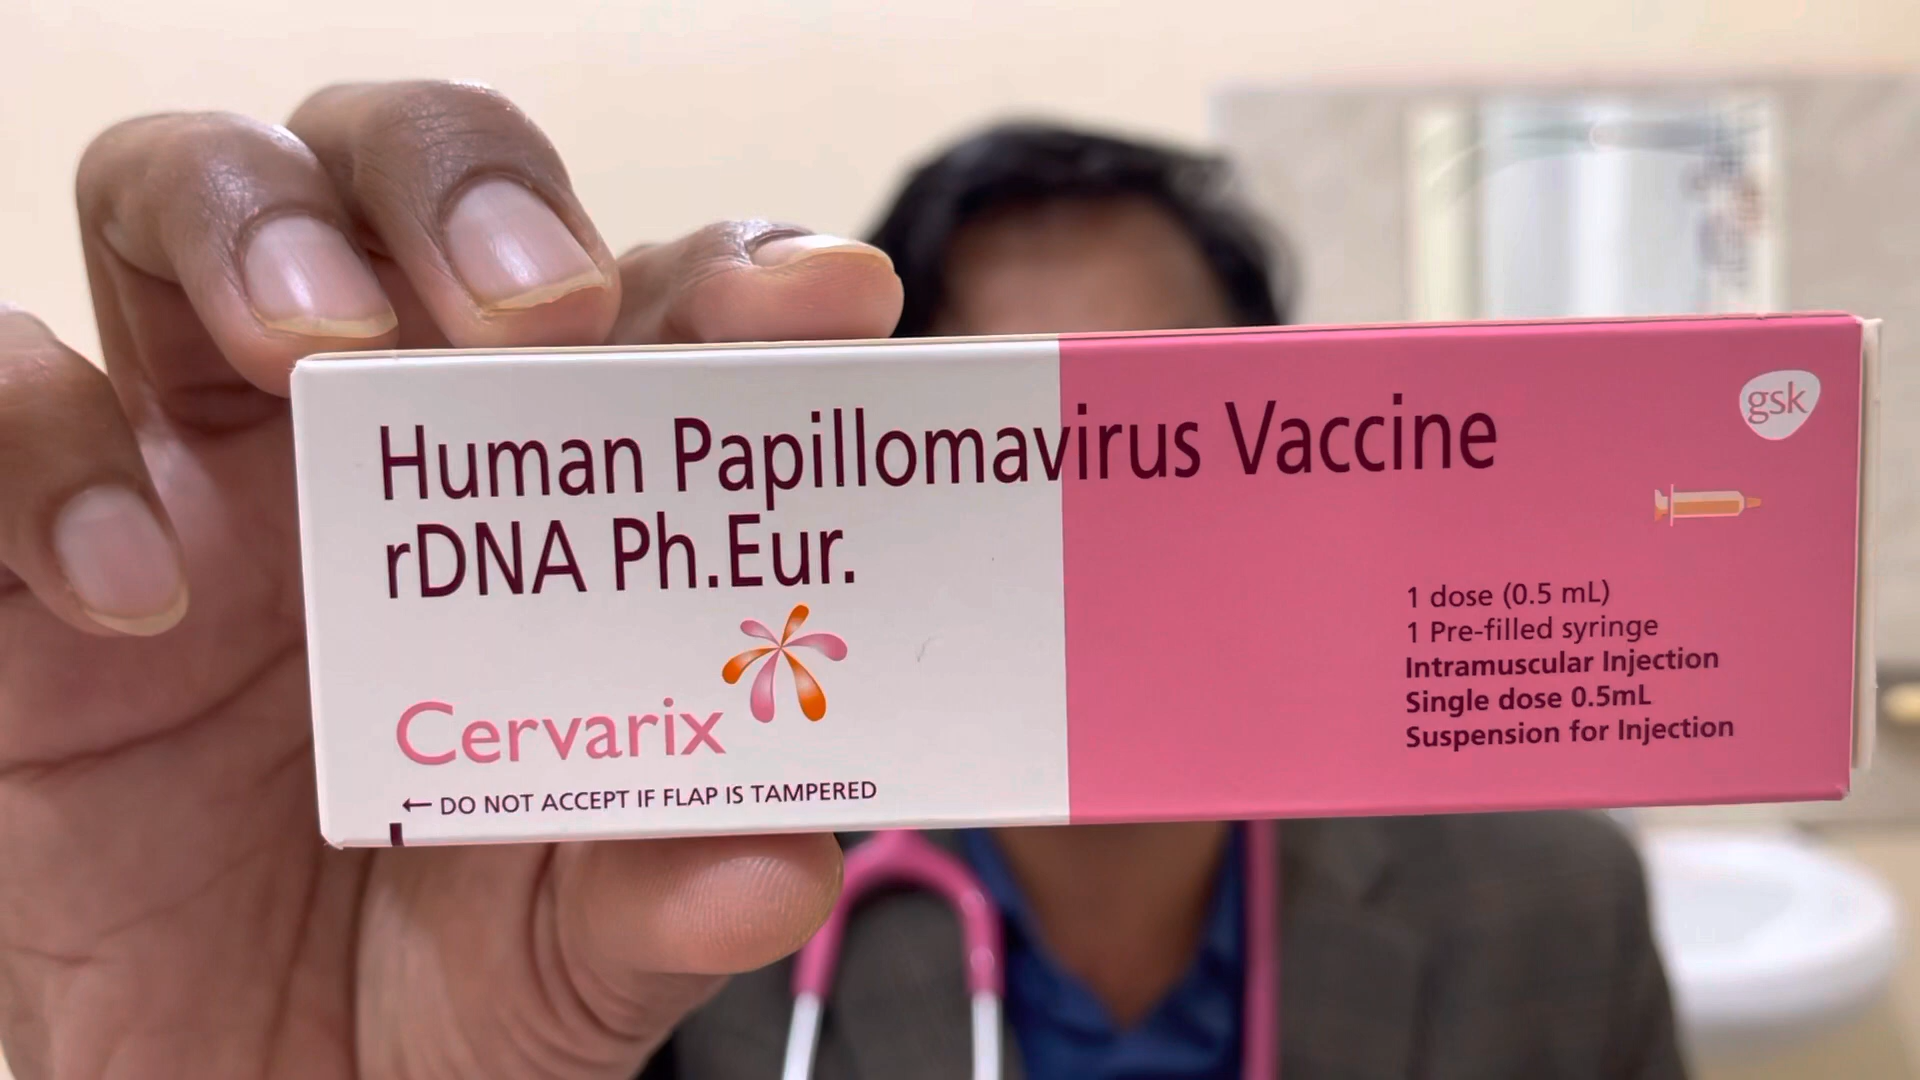 Human Papillomavirus Vaccine
rDNA Ph.Eur.
gsk
1 dose (0.5 mL)
1 Pre-filled syringe
Intramuscular Injection
Single dose 0.5mL
Suspension for Injection
Cervarix
← DO NOT ACCEPT IF FLAP IS TAMPERED